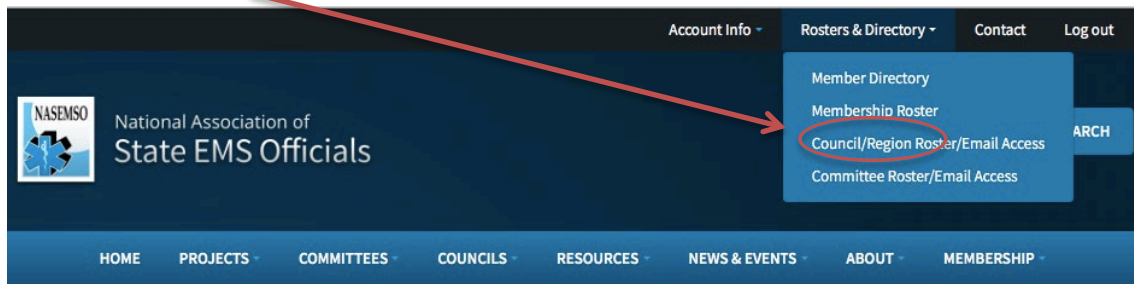 Account Info Rosters & Directory Contact Log out
Member Directory
Membership Roster
Council/Region Roster/Email Access
Committee Roster/Email Access
ARCH
NASEMSO
National Association of
State EMS Officials
HOME PROJECTS COMMITTEES COUNCILS RESOURCES NEWS & EVENTS ABOUT MEMBERSHIP